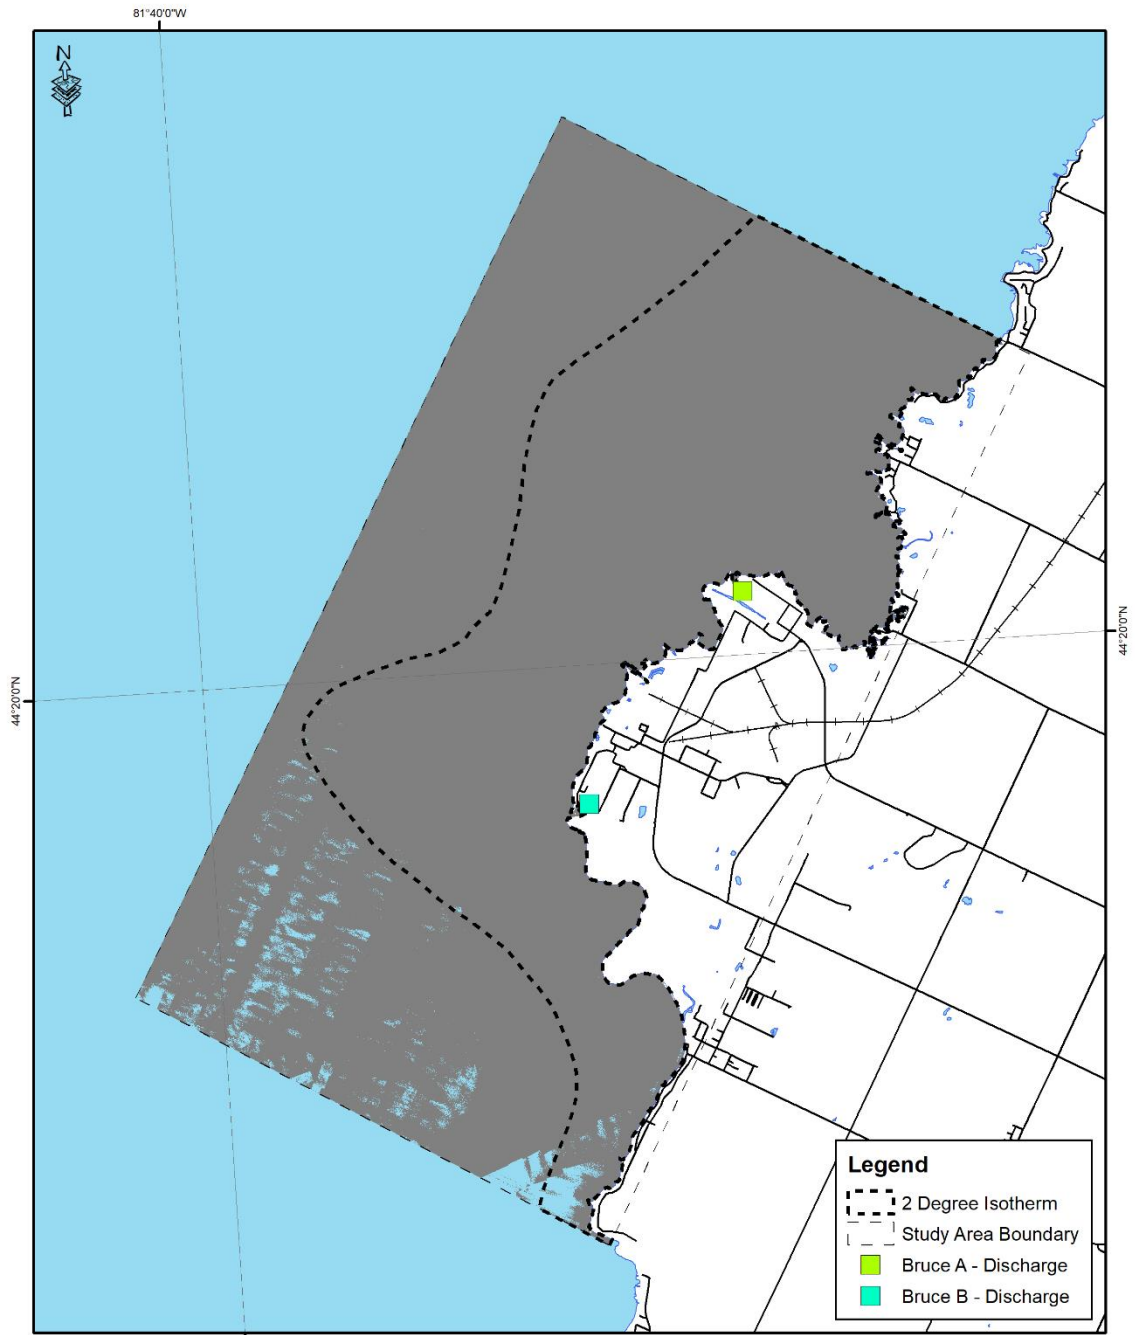 81°40'0"W
N
44°20'0"N
44°20'0"N
Legend
2 Degree Isotherm
Study Area Boundary
Bruce A - Discharge
Bruce B - Discharge